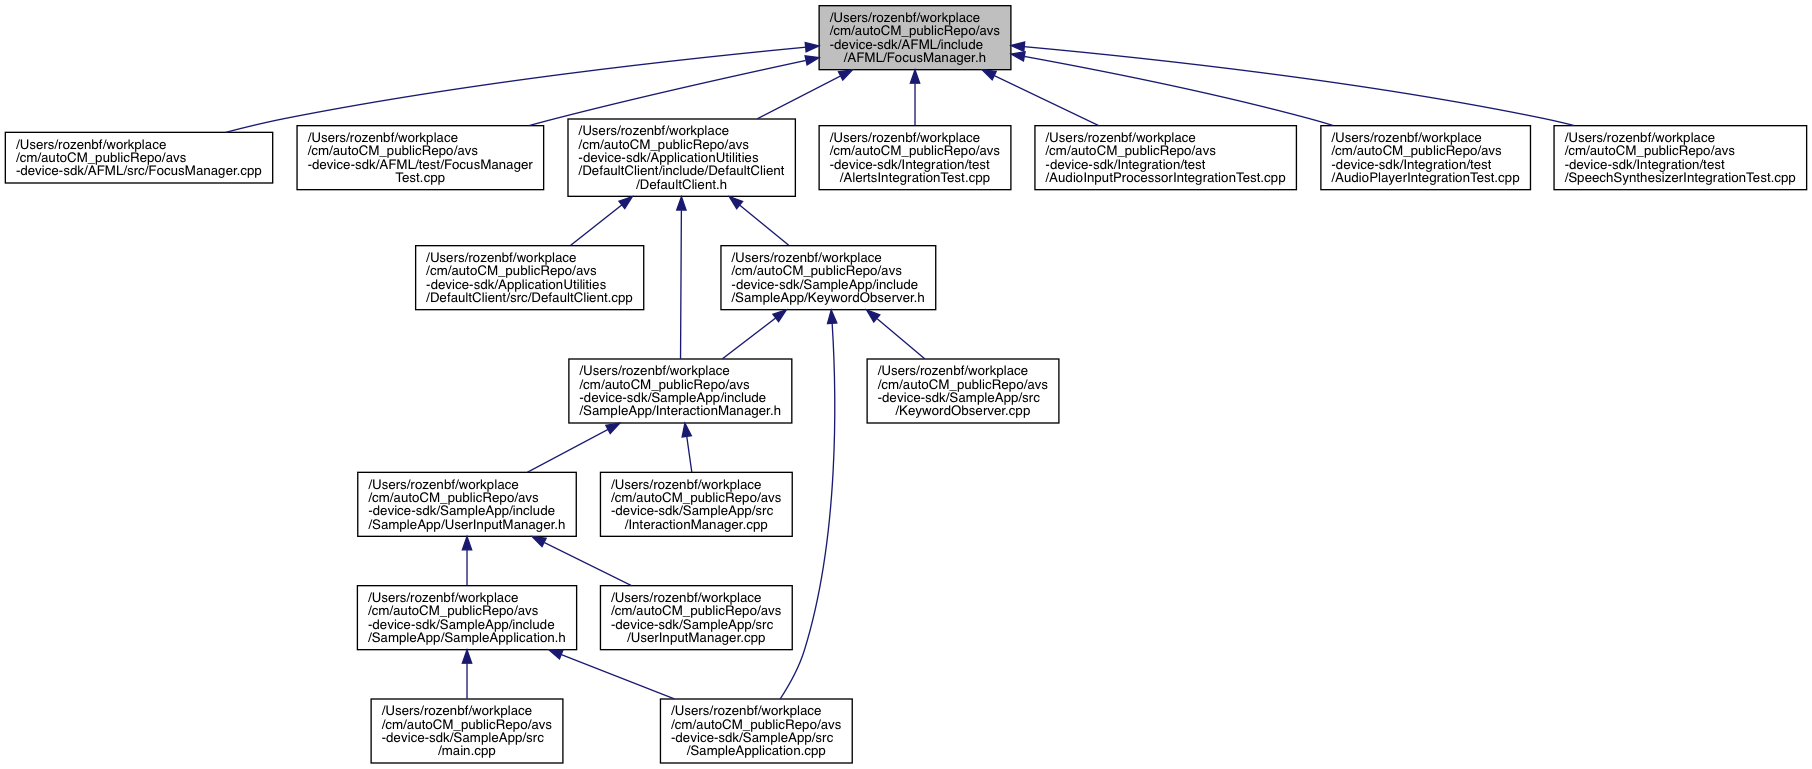 /Users/rozenbf/workplace
/cm/autoCM_publicRepo/avs
-device-sdk/AFML/include
/AFML/FocusManager.h
/Users/rozenbf/workplace
/cm/autoCM_publicRepo/avs
-device-sdk/AFML/src/FocusManager.cpp
/Users/rozenbf/workplace
/cm/autoCM_publicRepo/avs
-device-sdk/AFML/test/FocusManager
Test.cpp
/Users/rozenbf/workplace
/cm/autoCM_publicRepo/avs
-device-sdk/ApplicationUtilities
/DefaultClient/include/DefaultClient
/DefaultClient.h
/Users/rozenbf/workplace
/cm/autoCM_publicRepo/avs
-device-sdk/Integration/test
/AlertsIntegrationTest.cpp
/Users/rozenbf/workplace
/cm/autoCM_publicRepo/avs
-device-sdk/Integration/test
/AudioInputProcessorIntegrationTest.cpp
/Users/rozenbf/workplace
/cm/autoCM_publicRepo/avs
-device-sdk/Integration/test
/AudioPlayerIntegrationTest.cpp
/Users/rozenbf/workplace
/cm/autoCM_publicRepo/avs
-device-sdk/Integration/test
/SpeechSynthesizerIntegrationTest.cpp
/Users/rozenbf/workplace
/cm/autoCM_publicRepo/avs
-device-sdk/ApplicationUtilities
/DefaultClient/src/DefaultClient.cpp
/Users/rozenbf/workplace
/cm/autoCM_publicRepo/avs
-device-sdk/SampleApp/include
/SampleApp/KeywordObserver.h
/Users/rozenbf/workplace
/cm/autoCM_publicRepo/avs
-device-sdk/SampleApp/include
/SampleApp/InteractionManager.h
/Users/rozenbf/workplace
/cm/autoCM_publicRepo/avs
-device-sdk/SampleApp/src
/KeywordObserver.cpp
/Users/rozenbf/workplace
/cm/autoCM_publicRepo/avs
-device-sdk/SampleApp/include
/SampleApp/UserInputManager.h
/Users/rozenbf/workplace
/cm/autoCM_publicRepo/avs
-device-sdk/SampleApp/src
/InteractionManager.cpp
/Users/rozenbf/workplace
/cm/autoCM_publicRepo/avs
-device-sdk/SampleApp/include
/SampleApp/SampleApplication.h
/Users/rozenbf/workplace
/cm/autoCM_publicRepo/avs
-device-sdk/SampleApp/src
/UserInputManager.cpp
/Users/rozenbf/workplace
/cm/autoCM_publicRepo/avs
-device-sdk/SampleApp/src
/main.cpp
/Users/rozenbf/workplace
/cm/autoCM_publicRepo/avs
-device-sdk/SampleApp/src
/SampleApplication.cpp